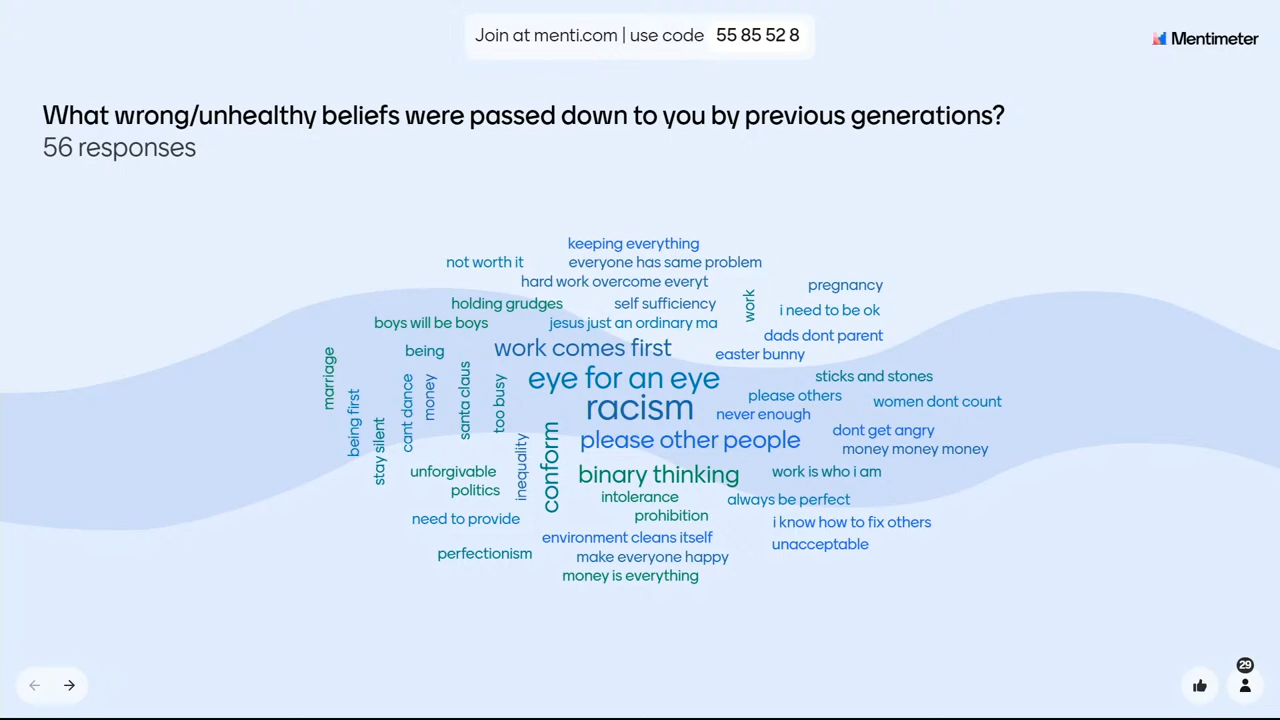 Join at menti.com | use code 55 85 52 8
Mentimeter
What wrong/unhealthy beliefs were passed down to you by previous generations?
56 responses
keeping everything
not worth it
everyone has same problem
hard work overcome everyt
pregnancy
work
holding grudges
self sufficiency
i need to be ok
boys will be boys
jesus just an ordinary ma
dads dont parent
being
work comes first
easter bunny
marriage
eye for an eye
sticks and stones
being first
stay silent
cant dance
money
santa claus
too busy
please others
women dont count
racism
never enough
please other people
dont get angry
money money money
inequality
conform
unforgivable
binary thinking
work is who i am
politics
intolerance
always be perfect
need to provide
prohibition
i know how to fix others
environment cleans itself
unacceptable
perfectionism
make everyone happy
money is everything
29